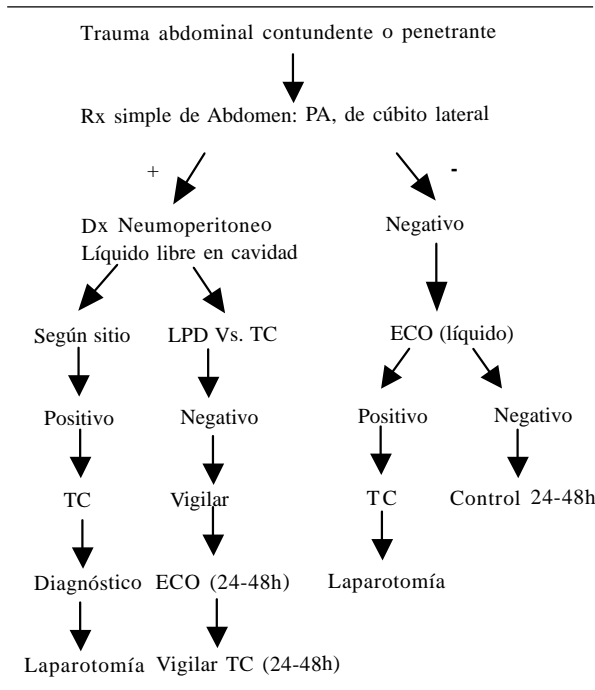 Trauma abdominal contundente o penetrante
Rx simple de Abdomen: PA, de cúbito lateral
+ -
Dx Neumoperitoneo Negativo
Líquido libre en cavidad
Según sitio LPD Vs. TC ECO (líquido)
Positivo Negativo Positivo Negativo
TC Vigilar TC Control 24-48h
Diagnóstico ECO (24-48h) Laparotomía
Laparotomía Vigilar TC (24-48h)